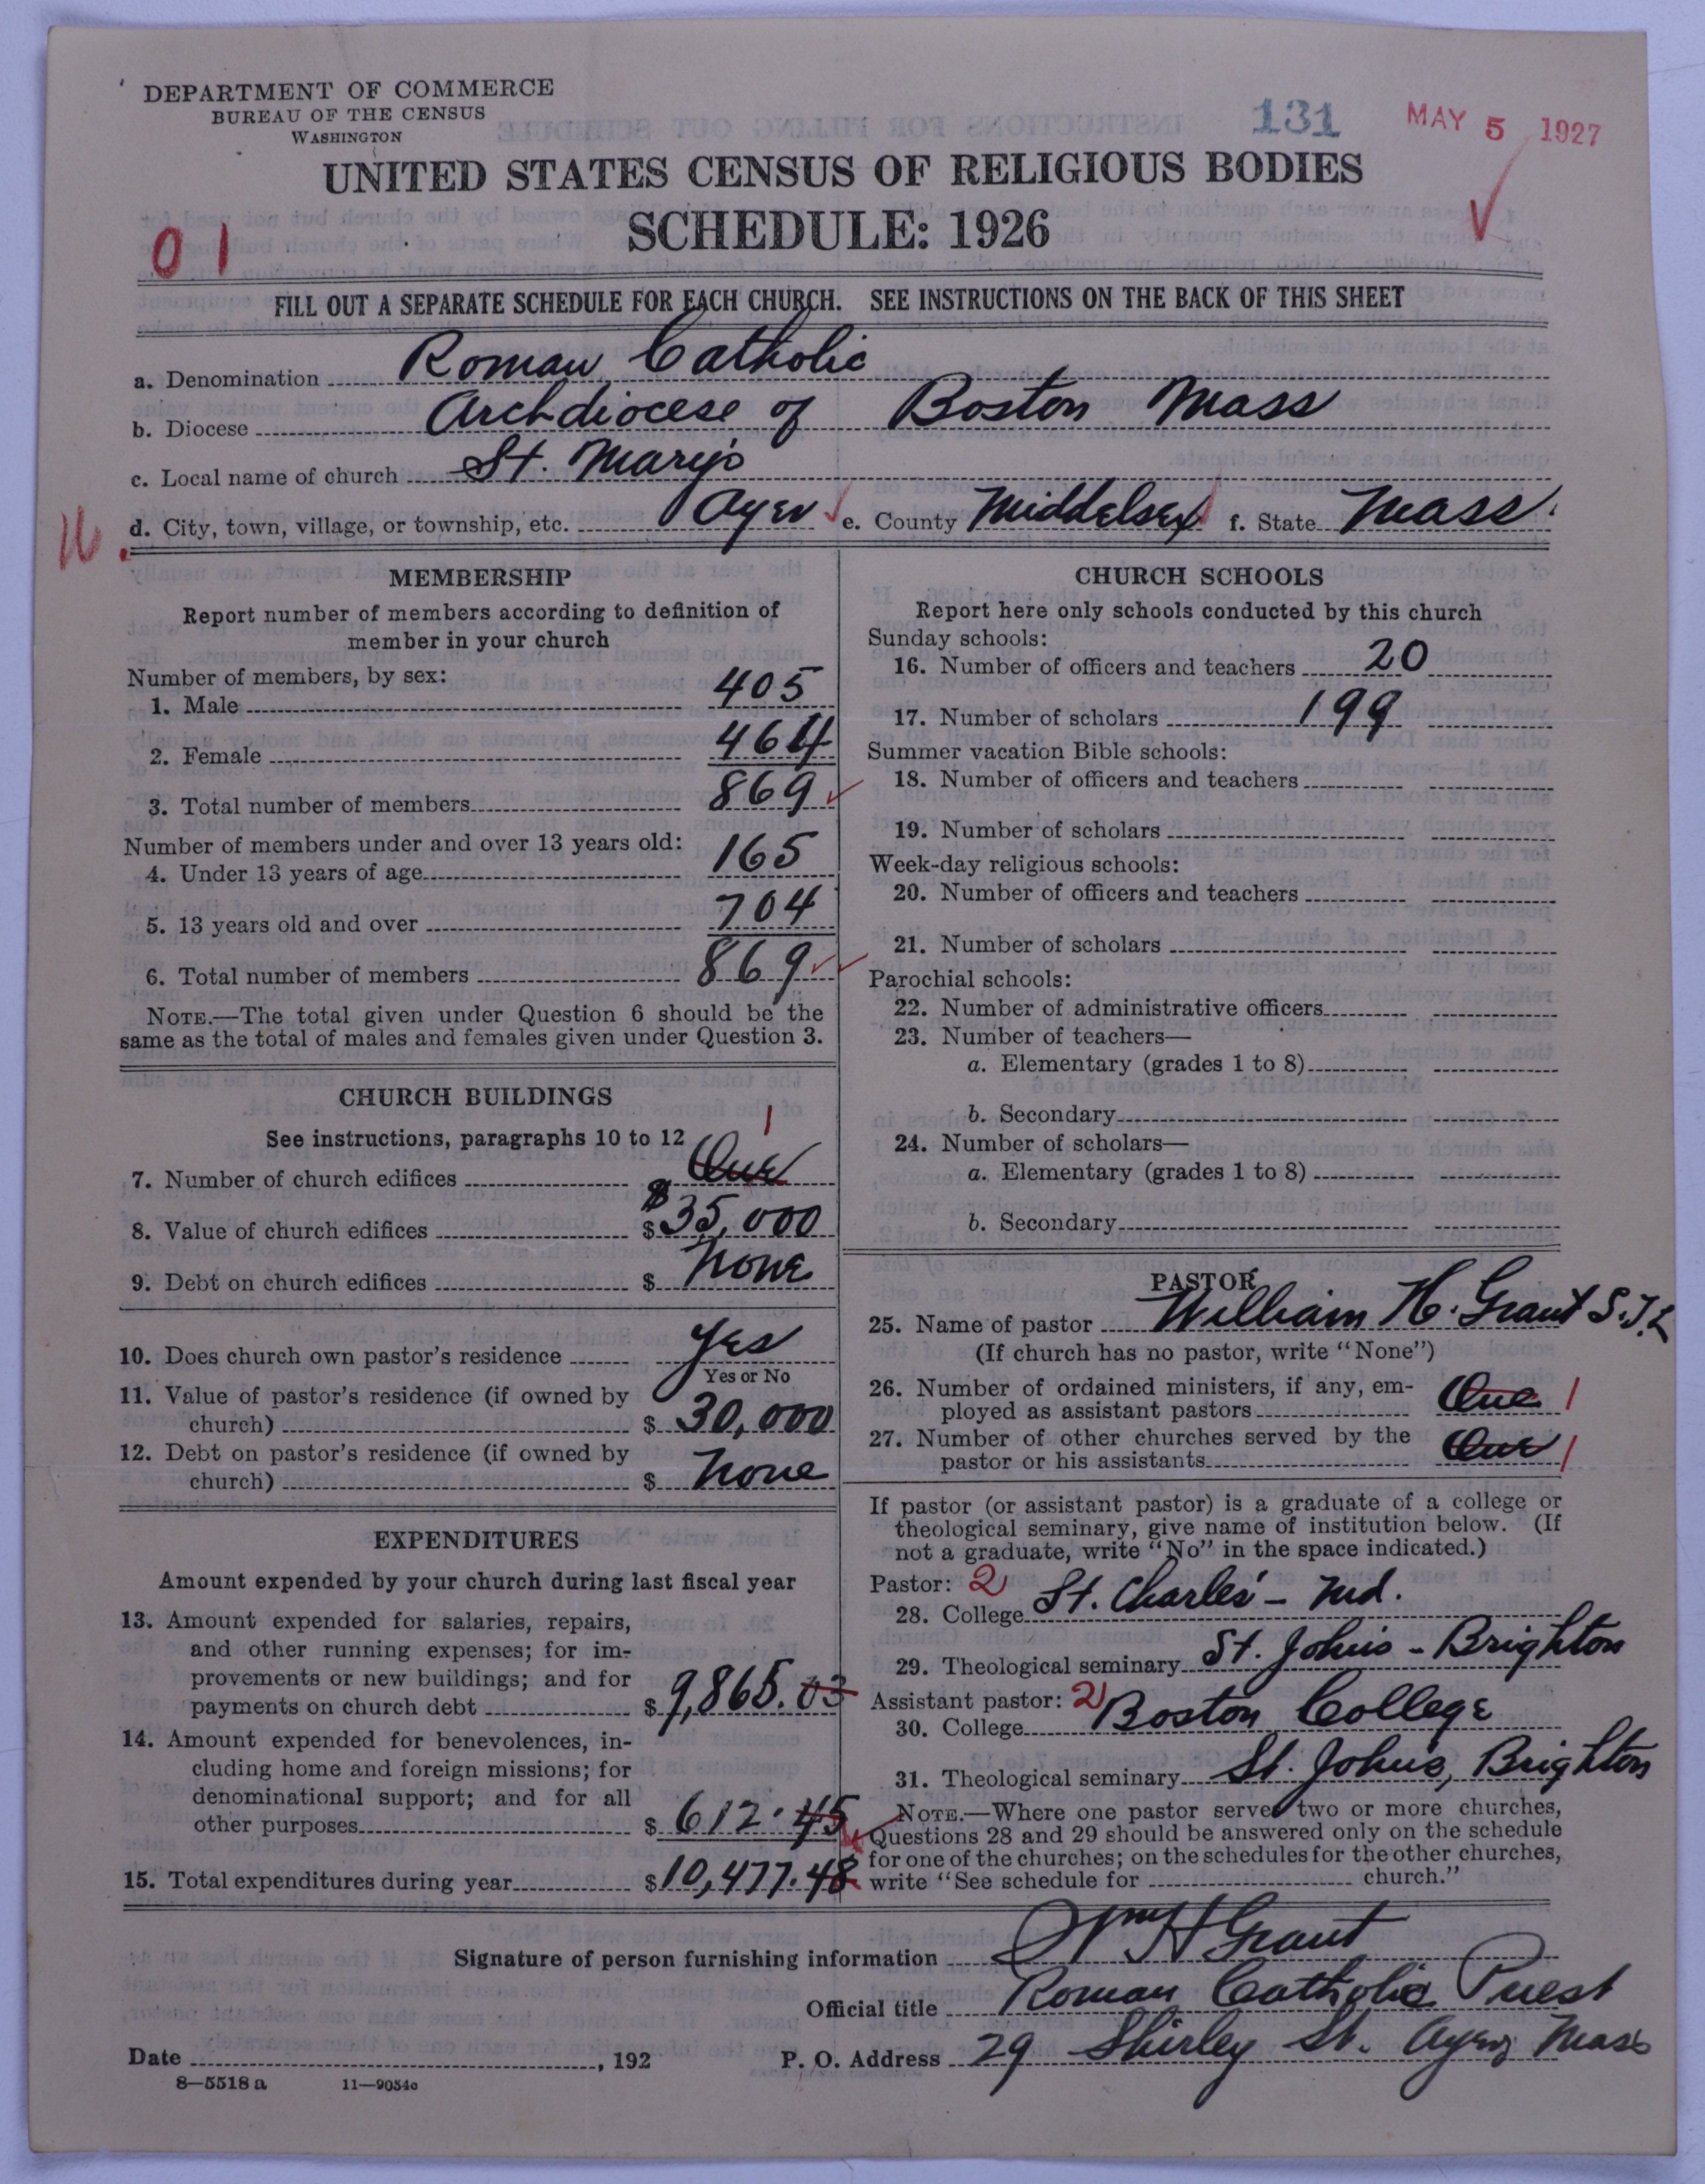 DEPARTMENT OF COMMERCE
BUREAU OF THE CENSUS
WASHINGTON
131
MAY 5 1927
UNITED STATES CENSUS OF RELIGIOUS BODIES
SCHEDULE: 1926
01
FILL OUT A SEPARATE SCHEDULE FOR EACH CHURCH. SEE INSTRUCTIONS ON THE BACK OF THIS SHEET
a. Denomination Roman Catholic
b. Diocese Archdiocese of Boston Mass
c. Local name of church St. Mary's
d. City, town, village, or township, etc. Ayer e. County Middelsex f. State Mass.
MEMBERSHIP
Report number of members according to definition of
member in your church
Number of members, by sex:
1. Male 405
2. Female 464
3. Total number of members 869
Number of members under and over 13 years old:
4. Under 13 years of age 165
5. 13 years old and over 704
6. Total number of members 869
NOTE.—The total given under Question 6 should be the
same as the total of males and females given under Question 3.
CHURCH BUILDINGS
See instructions, paragraphs 10 to 12 1
7. Number of church edifices One
8. Value of church edifices $ $35,000
9. Debt on church edifices $ None
10. Does church own pastor's residence Yes
Yes or No
11. Value of pastor's residence (if owned by
church) $ 30,000
12. Debt on pastor's residence (if owned by
church) $ None
EXPENDITURES
Amount expended by your church during last fiscal year
13. Amount expended for salaries, repairs,
and other running expenses; for im-
provements or new buildings; and for
payments on church debt $ 9,865.03
14. Amount expended for benevolences, in-
cluding home and foreign missions; for
denominational support; and for all
other purposes $ 612.45
15. Total expenditures during year $ 10,477.48
CHURCH SCHOOLS
Report here only schools conducted by this church
Sunday schools:
16. Number of officers and teachers 20
17. Number of scholars 199
Summer vacation Bible schools:
18. Number of officers and teachers
19. Number of scholars
Week-day religious schools:
20. Number of officers and teachers
21. Number of scholars
Parochial schools:
22. Number of administrative officers
23. Number of teachers—
a. Elementary (grades 1 to 8)
b. Secondary
24. Number of scholars—
a. Elementary (grades 1 to 8)
b. Secondary
PASTOR
25. Name of pastor William H. Grant S.T.L
(If church has no pastor, write "None")
26. Number of ordained ministers, if any, em-
ployed as assistant pastors One 1
27. Number of other churches served by the
pastor or his assistants One 1
If pastor (or assistant pastor) is a graduate of a college or
theological seminary, give name of institution below. (If
not a graduate, write "No" in the space indicated.)
Pastor: 2
28. College St. Charles' - Md.
29. Theological seminary St. John's - Brighton
Assistant pastor: 2
30. College Boston College
31. Theological seminary St. John's, Brighton
NOTE.—Where one pastor serves two or more churches,
Questions 28 and 29 should be answered only on the schedule
for one of the churches; on the schedules for the other churches,
write "See schedule for church."
Signature of person furnishing information Wm H Grant
Official title Roman Catholic Priest
Date , 192 P. O. Address 29 Shirley St. Ayer, Mass
8—5518 a 11—9054c